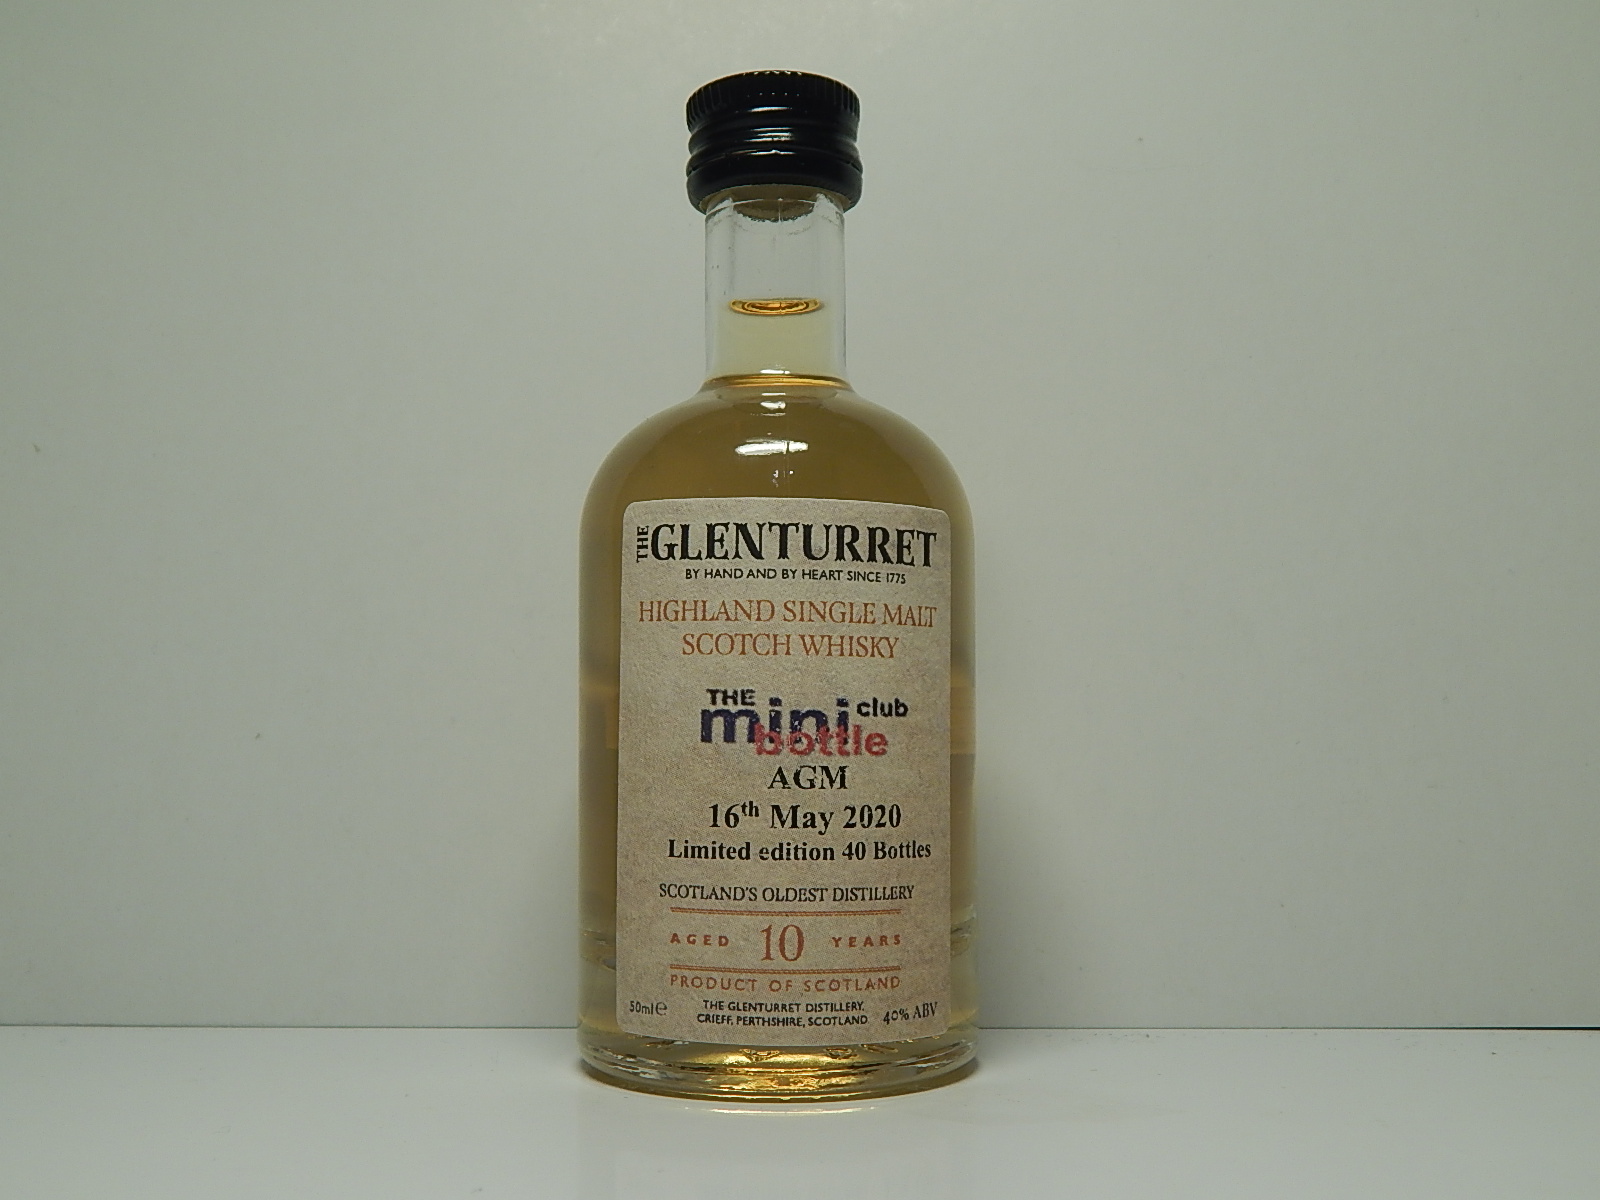 THE GLENTURRET
BY HAND AND BY HEART SINCE 1775
HIGHLAND SINGLE MALT
SCOTCH WHISKY
THE mini club
bottle
AGM
16th May 2020
Limited edition 40 Bottles
SCOTLAND'S OLDEST DISTILLERY
AGED 10 YEARS
PRODUCT OF SCOTLAND
50ml℮
THE GLENTURRET DISTILLERY,
CRIEFF, PERTHSHIRE, SCOTLAND
40% ABV